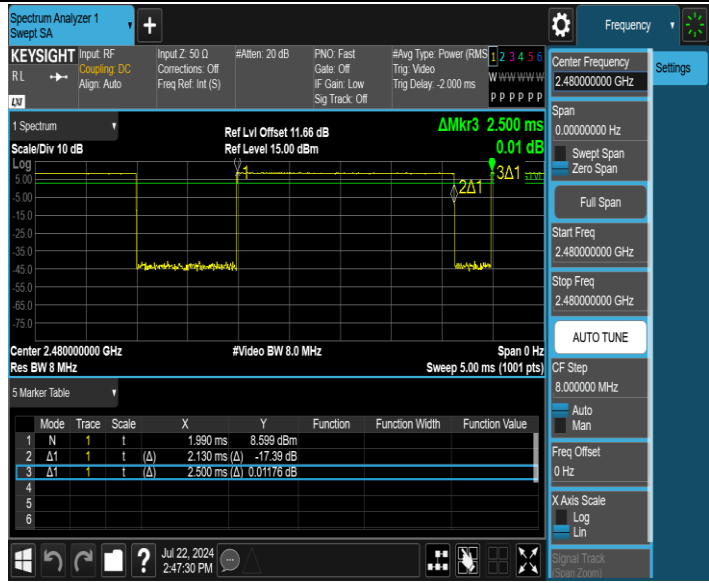 Spectrum Analyzer 1
Swept SA
Frequency
KEYSIGHT
RL
LXI
Input: RF
Coupling: DC
Align: Auto
Input Z: 50 Ω
Corrections: Off
Freq Ref: Int (S)
#Atten: 20 dB
PNO: Fast
Gate: Off
IF Gain: Low
Sig Track: Off
#Avg Type: Power (RMS
Trig: Video
Trig Delay: -2.000 ms
1 2 3 4 5 6
W W W W W W
P P P P P P
Center Frequency
2.480000000 GHz
Settings
Span
0.00000000 Hz
Swept Span
Zero Span
Full Span
Start Freq
2.480000000 GHz
Stop Freq
2.480000000 GHz
AUTO TUNE
CF Step
8.000000 MHz
Auto
Man
Freq Offset
0 Hz
X Axis Scale
Log
Lin
Signal Track
(Span Zoom)
1 Spectrum
Scale/Div 10 dB
Ref Lvl Offset 11.66 dB
Ref Level 15.00 dBm
ΔMkr3 2.500 ms
0.01 dB
Log
5.00
-5.00
-15.0
-25.0
-35.0
-45.0
-55.0
-65.0
-75.0
1
2Δ1
3Δ1
Center 2.480000000 GHz
#Video BW 8.0 MHz
Span 0 Hz
Res BW 8 MHz
Sweep 5.00 ms (1001 pts)
5 Marker Table
Mode Trace Scale X Y Function Function Width Function Value
1 N 1 t 1.990 ms 8.599 dBm
2 Δ1 1 t (Δ) 2.130 ms (Δ) -17.39 dB
3 Δ1 1 t (Δ) 2.500 ms (Δ) 0.01176 dB
4
5
6
Jul 22, 2024
2:47:30 PM